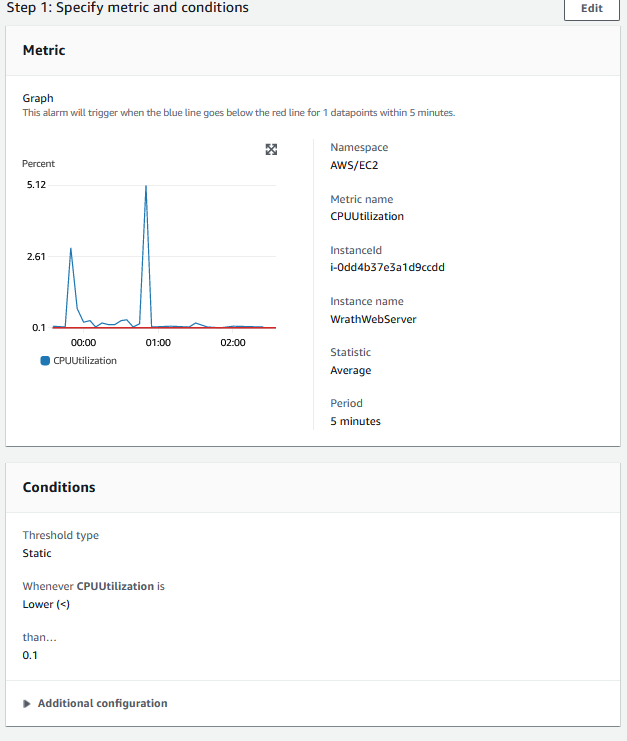 Step 1: Specify metric and conditions
Edit
Metric
Graph
This alarm will trigger when the blue line goes below the red line for 1 datapoints within 5 minutes.
Percent
5.12
2.61
0.1
00:00
01:00
02:00
CPUUtilization
Namespace
AWS/EC2
Metric name
CPUUtilization
InstanceId
i-0dd4b37e3a1d9ccdd
Instance name
WrathWebServer
Statistic
Average
Period
5 minutes
Conditions
Threshold type
Static
Whenever CPUUtilization is
Lower (<)
than...
0.1
Additional configuration